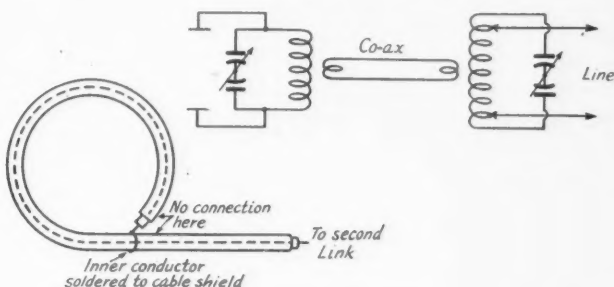 Co-ax
Line
No connection
here
To second
Link
Inner conductor
soldered to cable shield